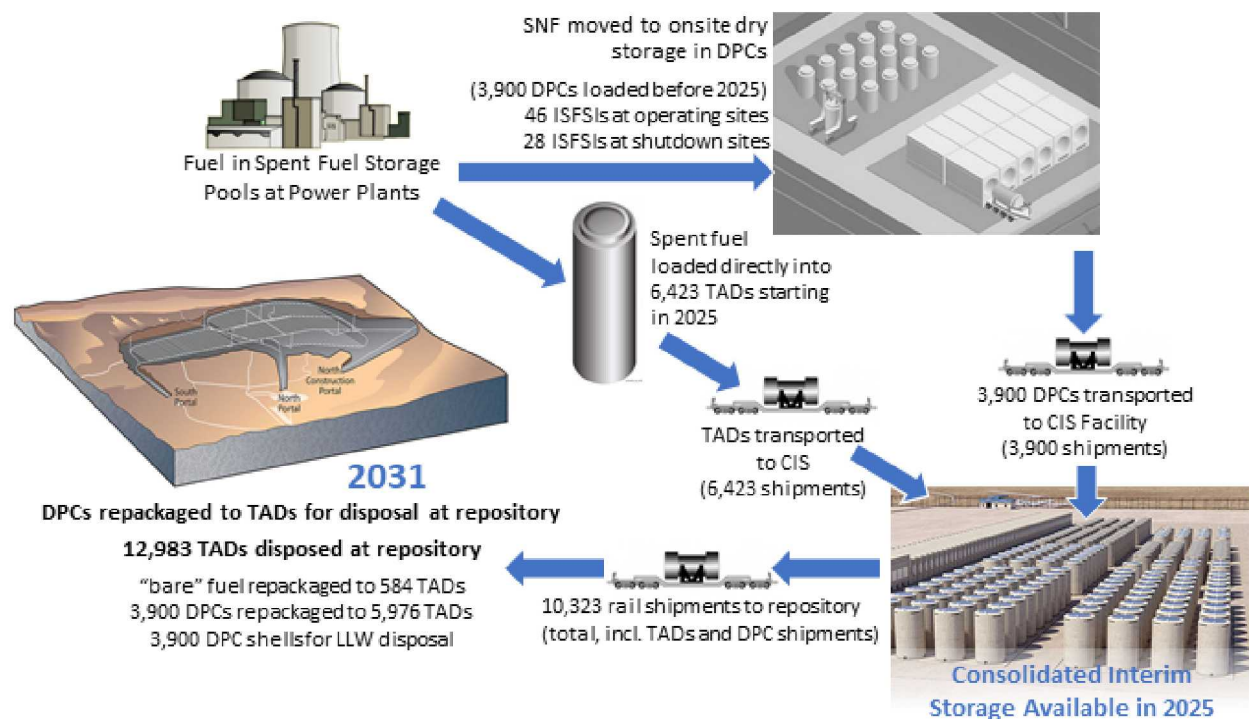 SNF moved to onsite dry
storage in DPCs
(3,900 DPCs loaded before 2025)
46 ISFSIs at operating sites
28 ISFSIs at shutdown sites
Fuel in Spent Fuel Storage
Pools at Power Plants
Spent fuel
loaded directly into
6,423 TADs starting
in 2025
South
Portal
North
Portal
North
Construction
Portal
TADs transported
to CIS
(6,423 shipments)
3,900 DPCs transported
to CIS Facility
(3,900 shipments)
2031
DPCs repackaged to TADs for disposal at repository
12,983 TADs disposed at repository
"bare" fuel repackaged to 584 TADs
3,900 DPCs repackaged to 5,976 TADs
3,900 DPC shells for LLW disposal
10,323 rail shipments to repository
(total, incl. TADs and DPC shipments)
Consolidated Interim
Storage Available in 2025